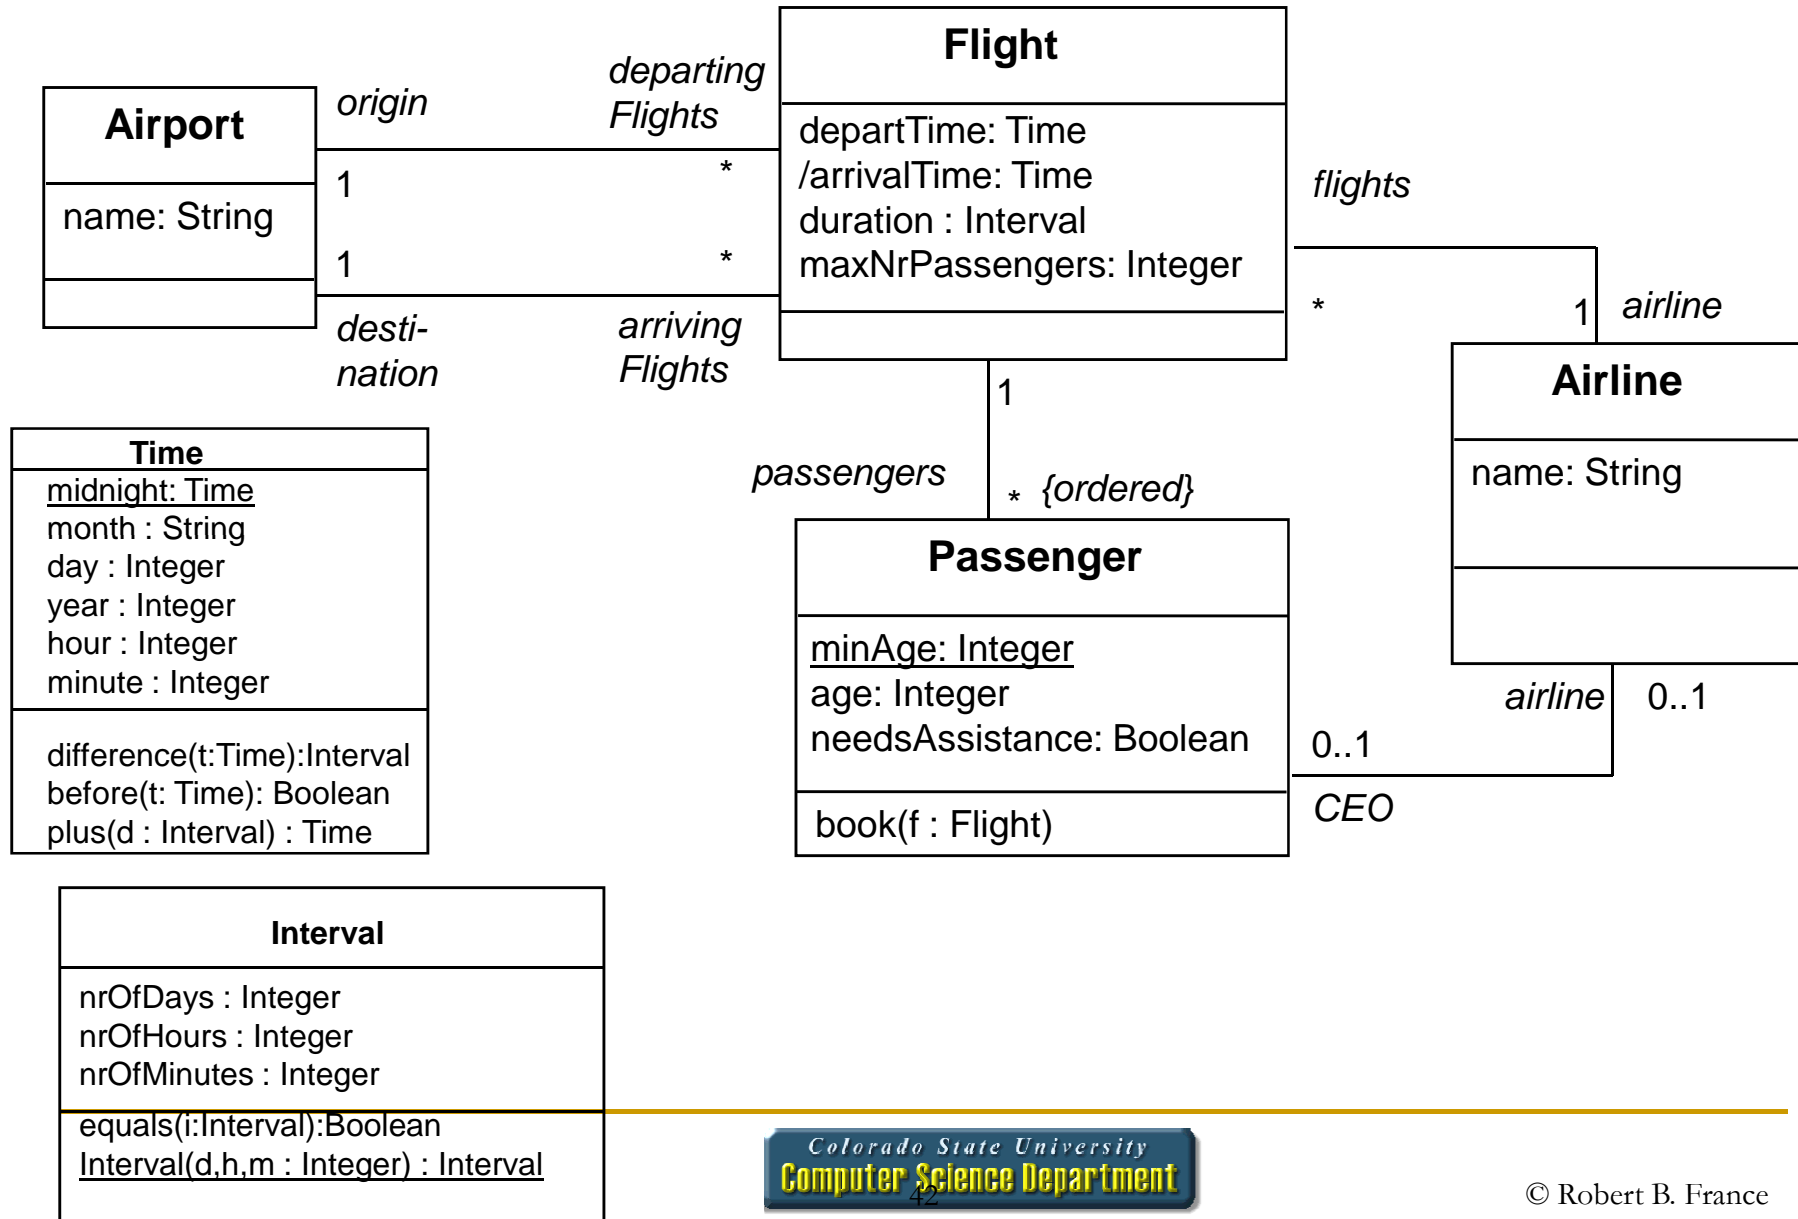 Airport
name: String
origin
1
departing
Flights
*
1
*
desti-
nation
arriving
Flights
Flight
departTime: Time
/arrivalTime: Time
duration : Interval
maxNrPassengers: Integer
flights
*
1
airline
Airline
name: String
airline
0..1
0..1
CEO
1
passengers
* {ordered}
Passenger
minAge: Integer
age: Integer
needsAssistance: Boolean
book(f : Flight)
Time
midnight: Time
month : String
day : Integer
year : Integer
hour : Integer
minute : Integer
difference(t:Time):Interval
before(t: Time): Boolean
plus(d : Interval) : Time
Interval
nrOfDays : Integer
nrOfHours : Integer
nrOfMinutes : Integer
equals(i:Interval):Boolean
Interval(d,h,m : Integer) : Interval
Colorado State University
Computer Science Department
42
© Robert B. France